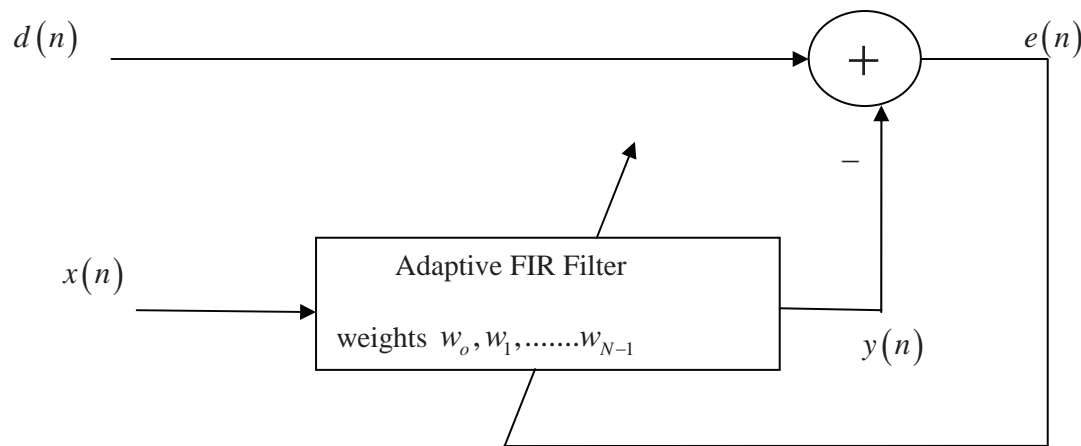 d(n)
+
e(n)
−
x(n)
Adaptive FIR Filter
weights w_o, w_1,.......w_{N−1}
y(n)